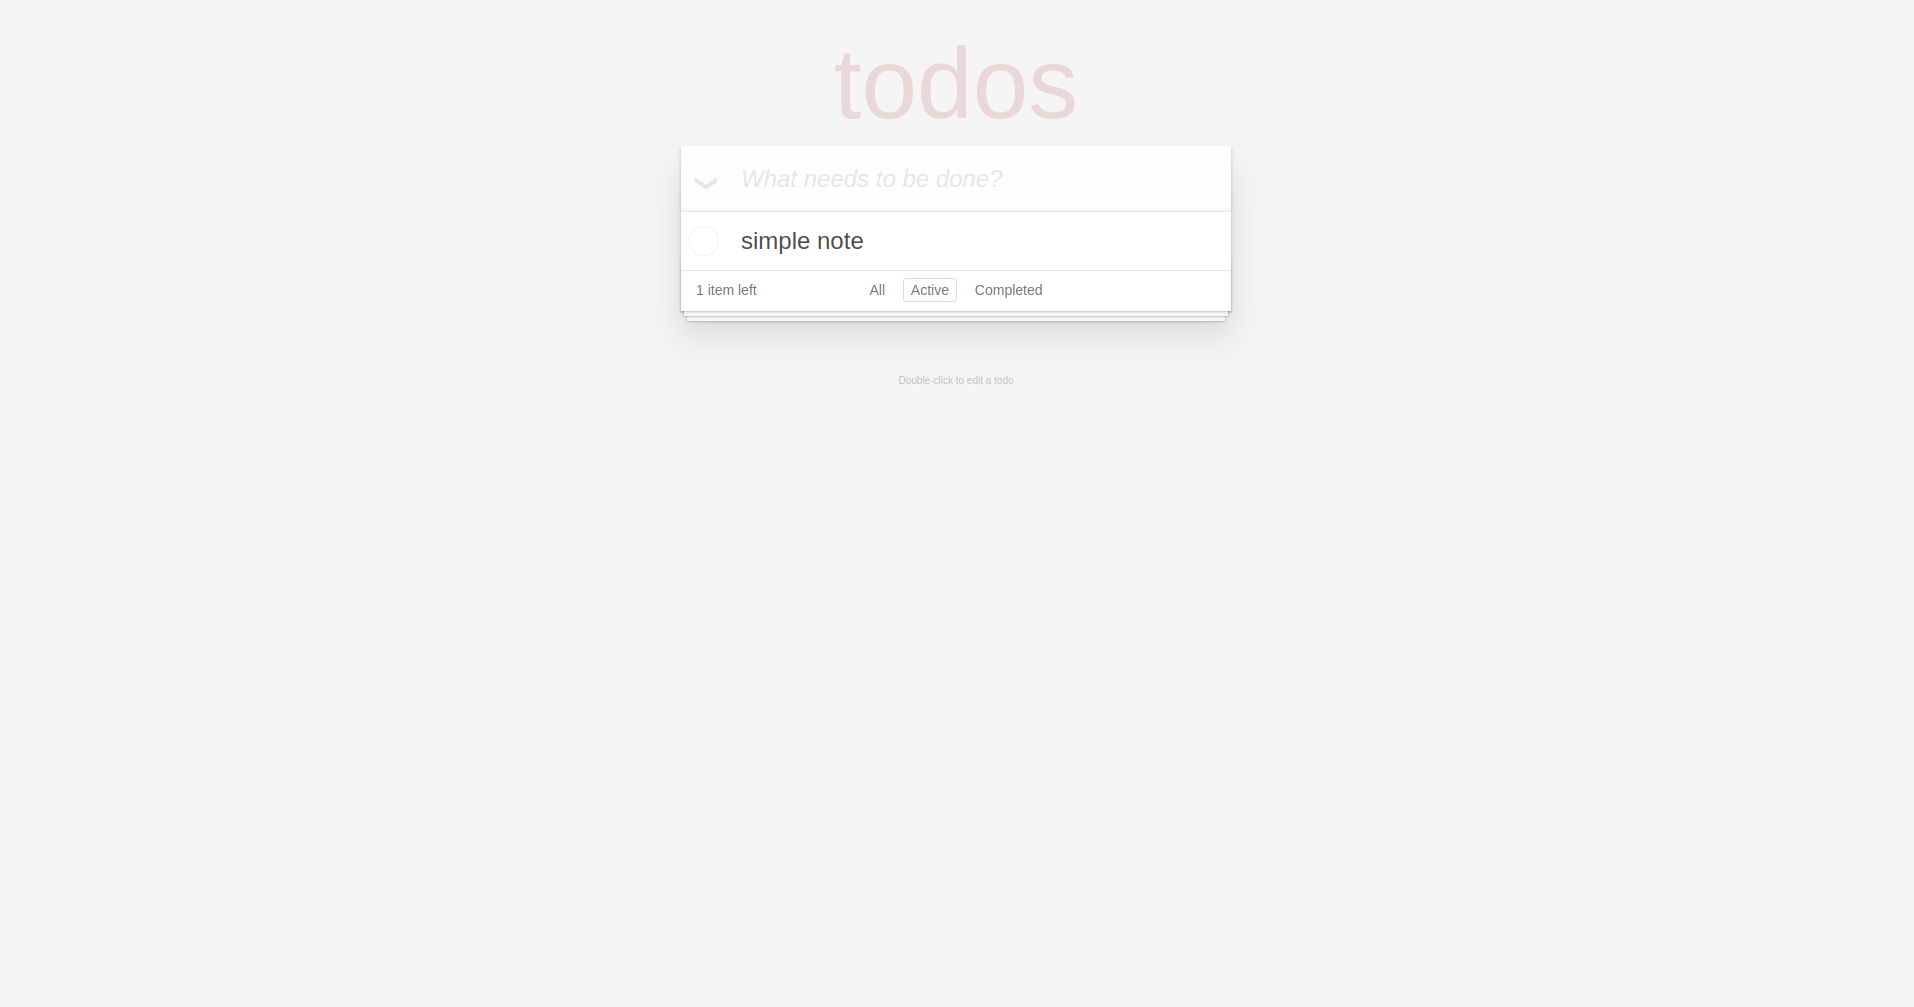 todos
What needs to be done?
simple note
1 item left All Active Completed
Double-click to edit a todo